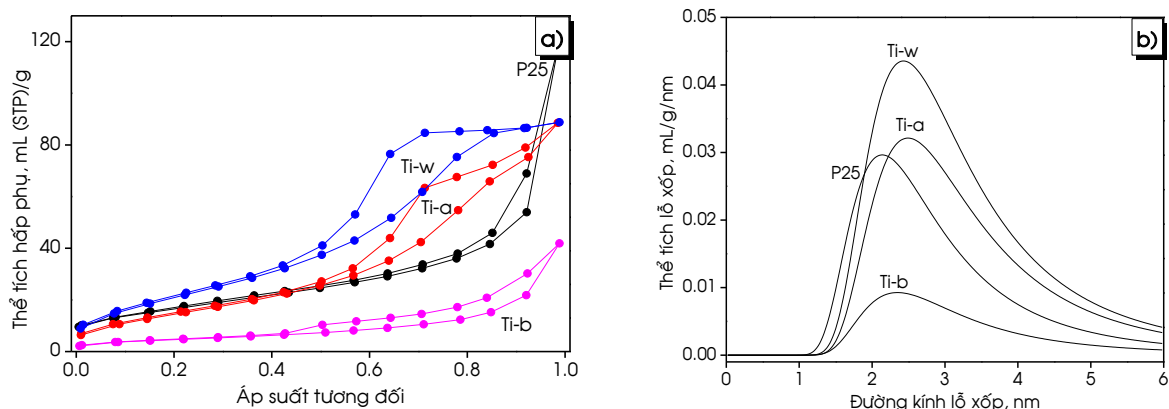 Thể tích hấp phụ, mL (STP)/g
120
80
40
0
0.0 0.2 0.4 0.6 0.8 1.0
Áp suất tương đối
a)
P25
Ti-w
Ti-a
Ti-b
Thể tích lỗ xốp, mL/g/nm
0.05
0.04
0.03
0.02
0.01
0.00
0 1 2 3 4 5 6
Đường kính lỗ xốp, nm
b)
Ti-w
Ti-a
P25
Ti-b